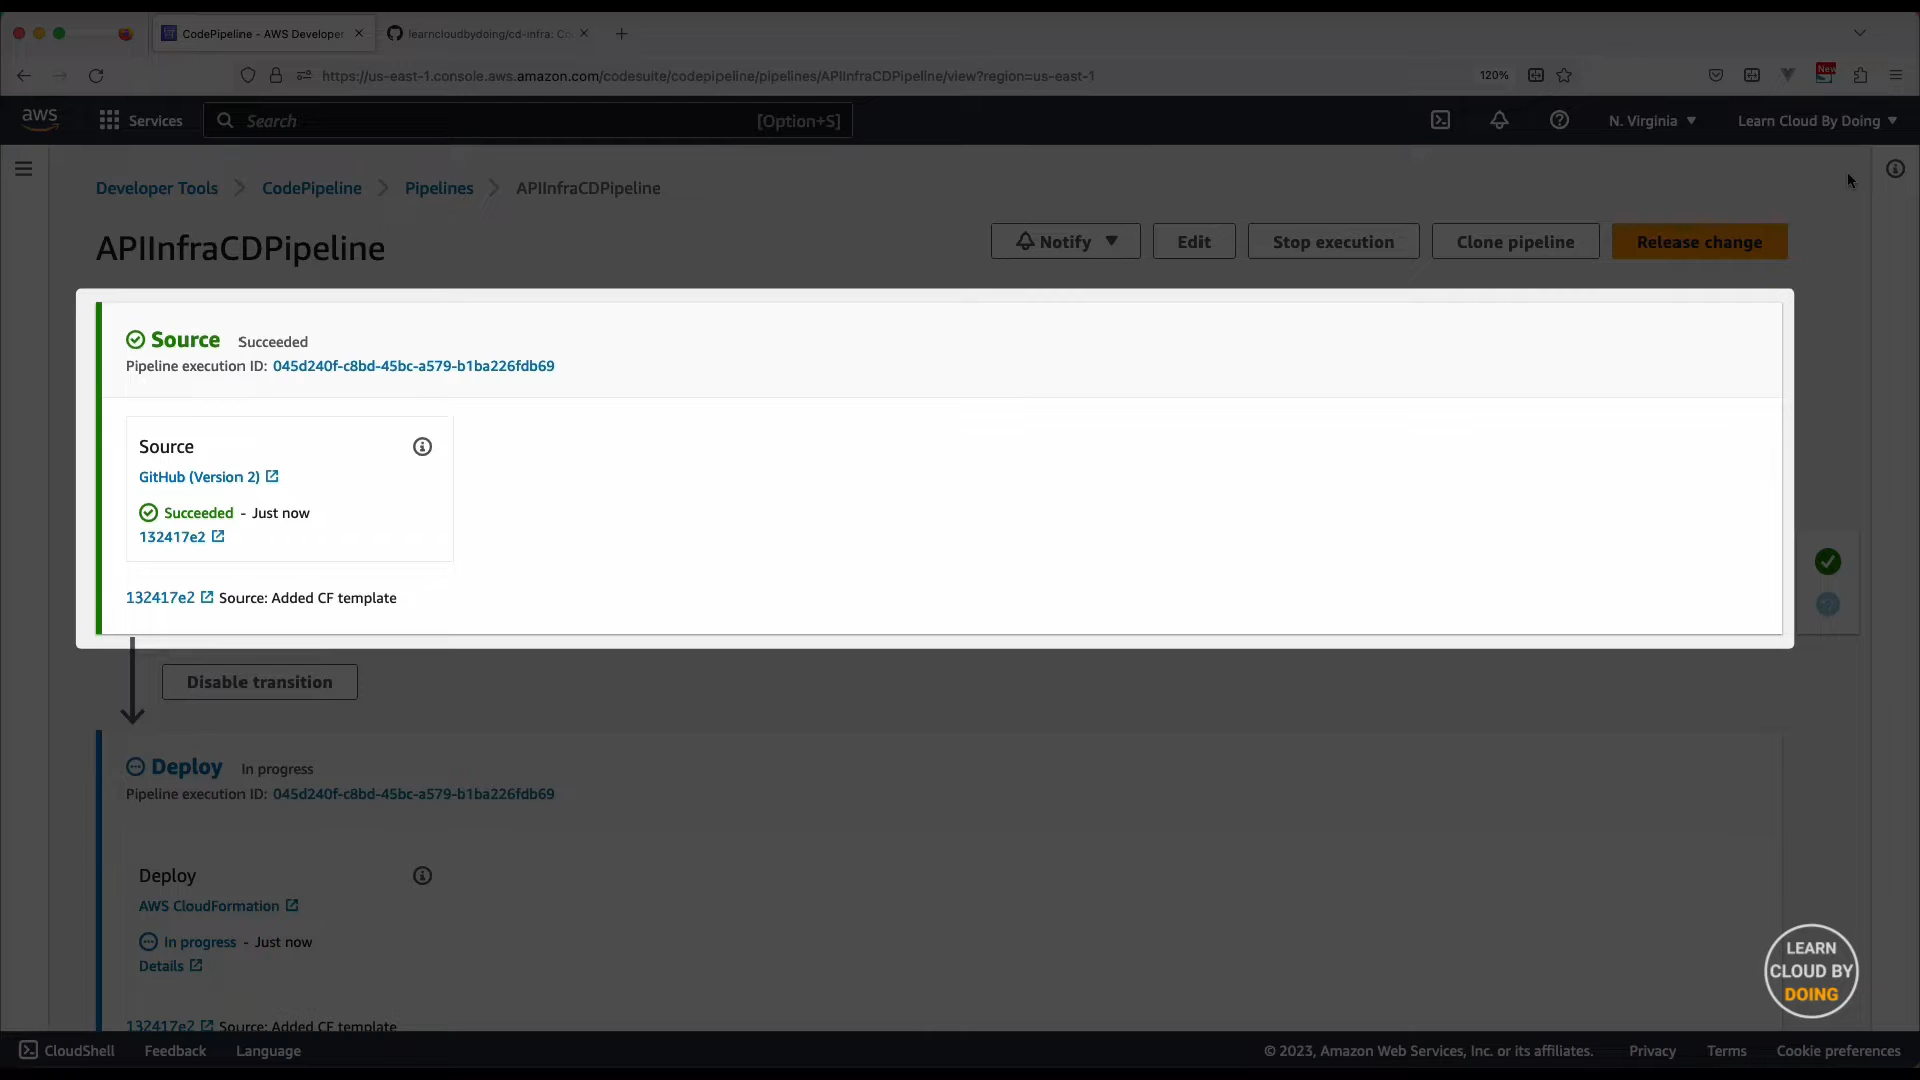 CodePipeline - AWS Developer
learncloudbydoing/cd-infra: Co
https://us-east-1.console.aws.amazon.com/codesuite/codepipeline/pipelines/APIInfraCDPipeline/view?region=us-east-1
120%
New
aws
Services
Search
[Option+S]
N. Virginia
Learn Cloud By Doing
Developer Tools
CodePipeline
Pipelines
APIInfraCDPipeline
APIInfraCDPipeline
Notify
Edit
Stop execution
Clone pipeline
Release change
Source Succeeded
Pipeline execution ID: 045d240f-c8bd-45bc-a579-b1ba226fdb69
Source
GitHub (Version 2)
Succeeded - Just now
132417e2
132417e2 Source: Added CF template
Disable transition
Deploy In progress
Pipeline execution ID: 045d240f-c8bd-45bc-a579-b1ba226fdb69
Deploy
AWS CloudFormation
In progress - Just now
Details
132417e2 Source: Added CF template
LEARN
CLOUD BY
DOING
CloudShell
Feedback
Language
© 2023, Amazon Web Services, Inc. or its affiliates.
Privacy
Terms
Cookie preferences